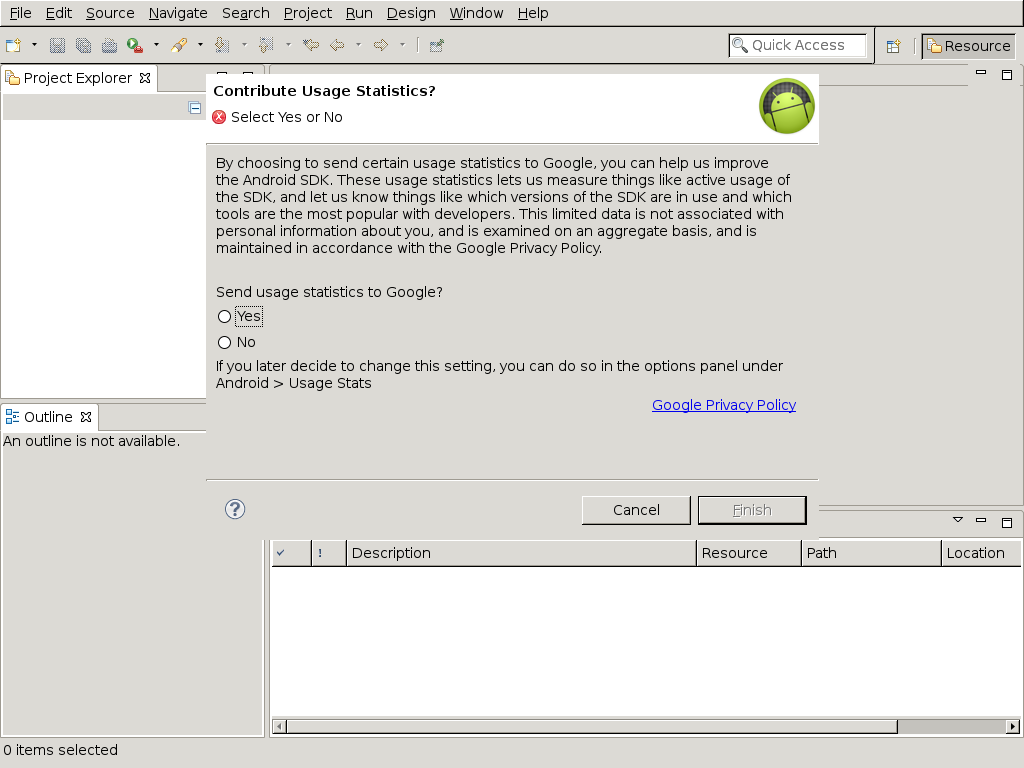 File Edit Source Navigate Search Project Run Design Window Help
Quick Access
Resource
Project Explorer
Contribute Usage Statistics?
Select Yes or No
By choosing to send certain usage statistics to Google, you can help us improve
the Android SDK. These usage statistics lets us measure things like active usage of
the SDK, and let us know things like which versions of the SDK are in use and which
tools are the most popular with developers. This limited data is not associated with
personal information about you, and is examined on an aggregate basis, and is
maintained in accordance with the Google Privacy Policy.
Send usage statistics to Google?
Yes
No
If you later decide to change this setting, you can do so in the options panel under
Android > Usage Stats
Google Privacy Policy
Outline
An outline is not available.
?
Cancel Finish
! Description Resource Path Location
0 items selected